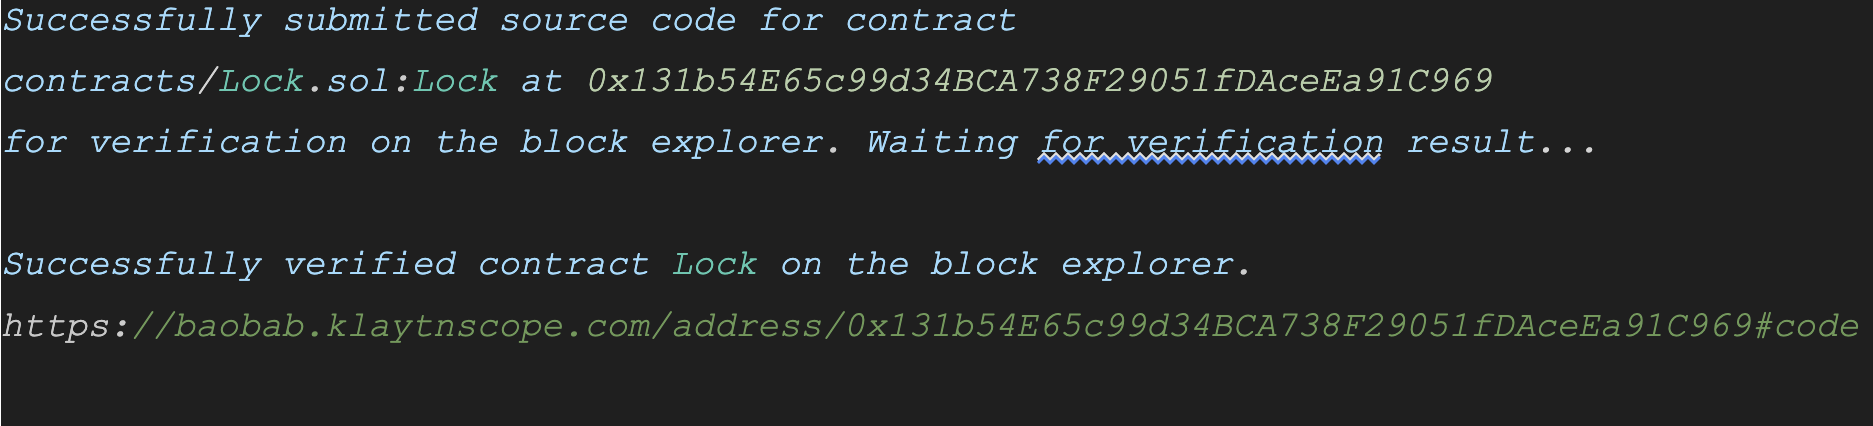 Successfully submitted source code for contract
contracts/Lock.sol:Lock at 0x131b54E65c99d34BCA738F29051fDAceEa91C969
for verification on the block explorer. Waiting for verification result...
Successfully verified contract Lock on the block explorer.
https://baobab.klaytnscope.com/address/0x131b54E65c99d34BCA738F29051fDAceEa91C969#code